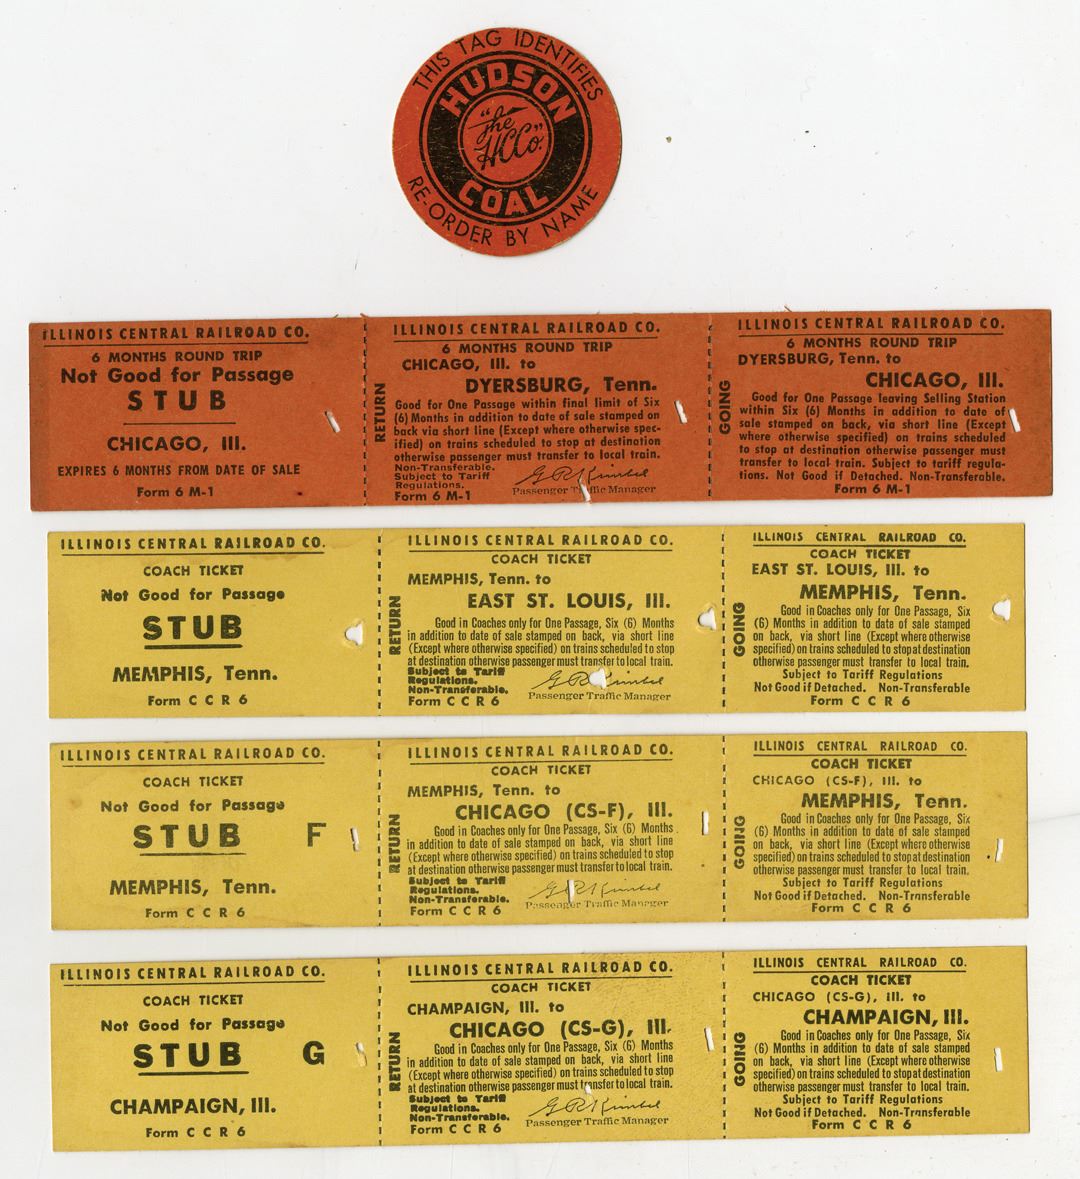 THIS TAG IDENTIFIES
HUDSON
"The
HCCo."
COAL
RE-ORDER BY NAME
ILLINOIS CENTRAL RAILROAD CO.
6 MONTHS ROUND TRIP
Not Good for Passage
STUB
CHICAGO, Ill.
EXPIRES 6 MONTHS FROM DATE OF SALE
Form 6 M-1
RETURN
ILLINOIS CENTRAL RAILROAD CO.
6 MONTHS ROUND TRIP
CHICAGO, Ill. to
DYERSBURG, Tenn.
Good for One Passage within final limit of Six
(6) Months in addition to date of sale stamped on
back via short line (Except where otherwise spec-
ified) on trains scheduled to stop at destination
otherwise passenger must transfer to local train.
Non-Transferable.
Subject to Tariff
Regulations.
Form 6 M-1
G R Kimbel
Passenger Traffic Manager
GOING
ILLINOIS CENTRAL RAILROAD CO.
6 MONTHS ROUND TRIP
DYERSBURG, Tenn. to
CHICAGO, Ill.
Good for One Passage leaving Selling Station
within Six (6) Months in addition to date of
sale stamped on back, via short line (Except
where otherwise specified) on trains scheduled
to stop at destination otherwise passenger must
transfer to local train. Subject to tariff regula-
tions. Not Good if Detached. Non-Transferable.
Form 6 M-1
ILLINOIS CENTRAL RAILROAD CO.
COACH TICKET
Not Good for Passage
STUB
MEMPHIS, Tenn.
Form C C R 6
RETURN
ILLINOIS CENTRAL RAILROAD CO.
COACH TICKET
MEMPHIS, Tenn. to
EAST ST. LOUIS, Ill.
Good in Coaches only for One Passage, Six (6) Months
in addition to date of sale stamped on back, via short line
(Except where otherwise specified) on trains scheduled to stop
at destination otherwise passenger must transfer to local train.
Subject to Tariff
Regulations.
Non-Transferable.
Form C C R 6
G R Kimbel
Passenger Traffic Manager
GOING
ILLINOIS CENTRAL RAILROAD CO.
COACH TICKET
EAST ST. LOUIS, Ill. to
MEMPHIS, Tenn.
Good in Coaches only for One Passage, Six
(6) Months in addition to date of sale stamped
on back, via short line (Except where otherwise
specified) on trains scheduled to stop at destination
otherwise passenger must transfer to local train.
Subject to Tariff Regulations
Not Good if Detached. Non-Transferable
Form C C R 6
ILLINOIS CENTRAL RAILROAD CO.
COACH TICKET
Not Good for Passage
STUB F
MEMPHIS, Tenn.
Form C C R 6
RETURN
ILLINOIS CENTRAL RAILROAD CO.
COACH TICKET
MEMPHIS, Tenn. to
CHICAGO (CS-F), Ill.
Good in Coaches only for One Passage, Six (6) Months
in addition to date of sale stamped on back, via short line
(Except where otherwise specified) on trains scheduled to stop
at destination otherwise passenger must transfer to local train.
Subject to Tariff
Regulations.
Non-Transferable.
Form C C R 6
G R Kimbel
Passenger Traffic Manager
GOING
ILLINOIS CENTRAL RAILROAD CO.
COACH TICKET
CHICAGO (CS-F), Ill. to
MEMPHIS, Tenn.
Good in Coaches only for One Passage, Six
(6) Months in addition to date of sale stamped
on back, via short line (Except where otherwise
specified) on trains scheduled to stop at destination
otherwise passenger must transfer to local train.
Subject to Tariff Regulations
Not Good if Detached. Non-Transferable
Form C C R 6
ILLINOIS CENTRAL RAILROAD CO.
COACH TICKET
Not Good for Passage
STUB G
CHAMPAIGN, Ill.
Form C C R 6
RETURN
ILLINOIS CENTRAL RAILROAD CO.
COACH TICKET
CHAMPAIGN, Ill. to
CHICAGO (CS-G), Ill.
Good in Coaches only for One Passage, Six (6) Months
in addition to date of sale stamped on back, via short line
(Except where otherwise specified) on trains scheduled to stop
at destination otherwise passenger must transfer to local train.
Subject to Tariff
Regulations.
Non-Transferable.
Form C C R 6
G R Kimbel
Passenger Traffic Manager
GOING
ILLINOIS CENTRAL RAILROAD CO.
COACH TICKET
CHICAGO (CS-G), Ill. to
CHAMPAIGN, Ill.
Good in Coaches only for One Passage, Six
(6) Months in addition to date of sale stamped
on back, via short line (Except where otherwise
specified) on trains scheduled to stop at destination
otherwise passenger must transfer to local train.
Subject to Tariff Regulations
Not Good if Detached. Non-Transferable
Form C C R 6